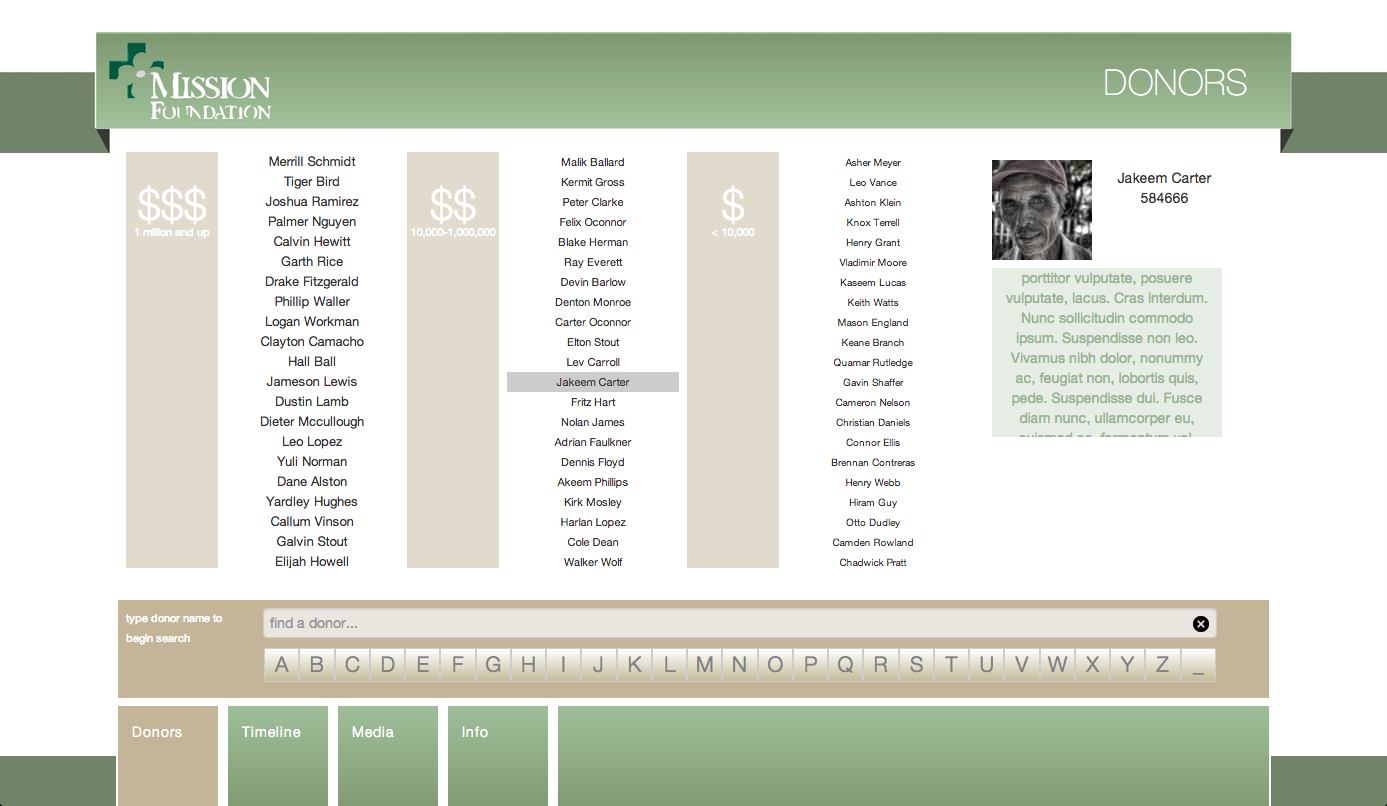 MISSION
FOUNDATION
DONORS
$$$
1 million and up
Merrill Schmidt
Tiger Bird
Joshua Ramirez
Palmer Nguyen
Calvin Hewitt
Garth Rice
Drake Fitzgerald
Phillip Waller
Logan Workman
Clayton Camacho
Hall Ball
Jameson Lewis
Dustin Lamb
Dieter Mccullough
Leo Lopez
Yuli Norman
Dane Alston
Yardley Hughes
Callum Vinson
Galvin Stout
Elijah Howell
$$
10,000-1,000,000
Malik Ballard
Kermit Gross
Peter Clarke
Felix Oconnor
Blake Herman
Ray Everett
Devin Barlow
Denton Monroe
Carter Oconnor
Elton Stout
Lev Carroll
Jakeem Carter
Fritz Hart
Nolan James
Adrian Faulkner
Dennis Floyd
Akeem Phillips
Kirk Mosley
Harlan Lopez
Cole Dean
Walker Wolf
$
< 10,000
Asher Meyer
Leo Vance
Ashton Klein
Knox Terrell
Henry Grant
Vladimir Moore
Kaseem Lucas
Keith Watts
Mason England
Keane Branch
Quamar Rutledge
Gavin Shaffer
Cameron Nelson
Christian Daniels
Connor Ellis
Brennan Contreras
Henry Webb
Hiram Guy
Otto Dudley
Camden Rowland
Chadwick Pratt
Jakeem Carter
584666
porttitor vulputate, posuere
vulputate, lacus. Cras interdum.
Nunc sollicitudin commodo
ipsum. Suspendisse non leo.
Vivamus nibh dolor, nonummy
ac, feugiat non, lobortis quis,
pede. Suspendisse dui. Fusce
diam nunc, ullamcorper eu,
type donor name to
begin search
find a donor...
A B C D E F G H I J K L M N O P Q R S T U V W X Y Z _
Donors
Timeline
Media
Info